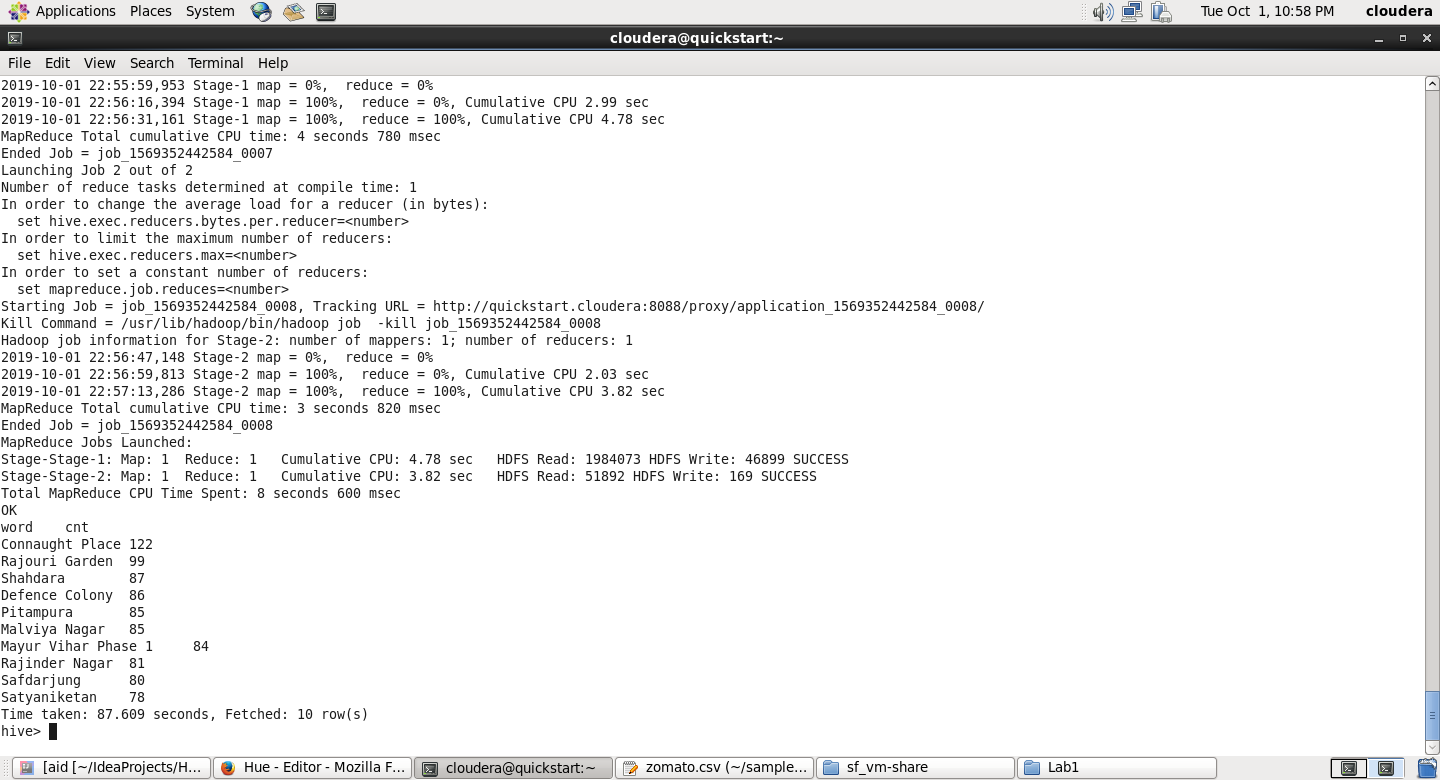 Applications Places System Tue Oct 1, 10:58 PM cloudera
cloudera@quickstart:~
File Edit View Search Terminal Help
2019-10-01 22:55:59,953 Stage-1 map = 0%,  reduce = 0%
2019-10-01 22:56:16,394 Stage-1 map = 100%,  reduce = 0%, Cumulative CPU 2.99 sec
2019-10-01 22:56:31,161 Stage-1 map = 100%,  reduce = 100%, Cumulative CPU 4.78 sec
MapReduce Total cumulative CPU time: 4 seconds 780 msec
Ended Job = job_1569352442584_0007
Launching Job 2 out of 2
Number of reduce tasks determined at compile time: 1
In order to change the average load for a reducer (in bytes):
  set hive.exec.reducers.bytes.per.reducer=<number>
In order to limit the maximum number of reducers:
  set hive.exec.reducers.max=<number>
In order to set a constant number of reducers:
  set mapreduce.job.reduces=<number>
Starting Job = job_1569352442584_0008, Tracking URL = http://quickstart.cloudera:8088/proxy/application_1569352442584_0008/
Kill Command = /usr/lib/hadoop/bin/hadoop job  -kill job_1569352442584_0008
Hadoop job information for Stage-2: number of mappers: 1; number of reducers: 1
2019-10-01 22:56:47,148 Stage-2 map = 0%,  reduce = 0%
2019-10-01 22:56:59,813 Stage-2 map = 100%,  reduce = 0%, Cumulative CPU 2.03 sec
2019-10-01 22:57:13,286 Stage-2 map = 100%,  reduce = 100%, Cumulative CPU 3.82 sec
MapReduce Total cumulative CPU time: 3 seconds 820 msec
Ended Job = job_1569352442584_0008
MapReduce Jobs Launched:
Stage-Stage-1: Map: 1  Reduce: 1   Cumulative CPU: 4.78 sec   HDFS Read: 1984073 HDFS Write: 46899 SUCCESS
Stage-Stage-2: Map: 1  Reduce: 1   Cumulative CPU: 3.82 sec   HDFS Read: 51892 HDFS Write: 169 SUCCESS
Total MapReduce CPU Time Spent: 8 seconds 600 msec
OK
word    cnt
Connaught Place 122
Rajouri Garden  99
Shahdara        87
Defence Colony  86
Pitampura       85
Malviya Nagar   85
Mayur Vihar Phase 1     84
Rajinder Nagar  81
Safdarjung      80
Satyaniketan    78
Time taken: 87.609 seconds, Fetched: 10 row(s)
hive>
[aid [~/IdeaProjects/H... Hue - Editor - Mozilla F... cloudera@quickstart:~ zomato.csv (~/sample... sf_vm-share Lab1